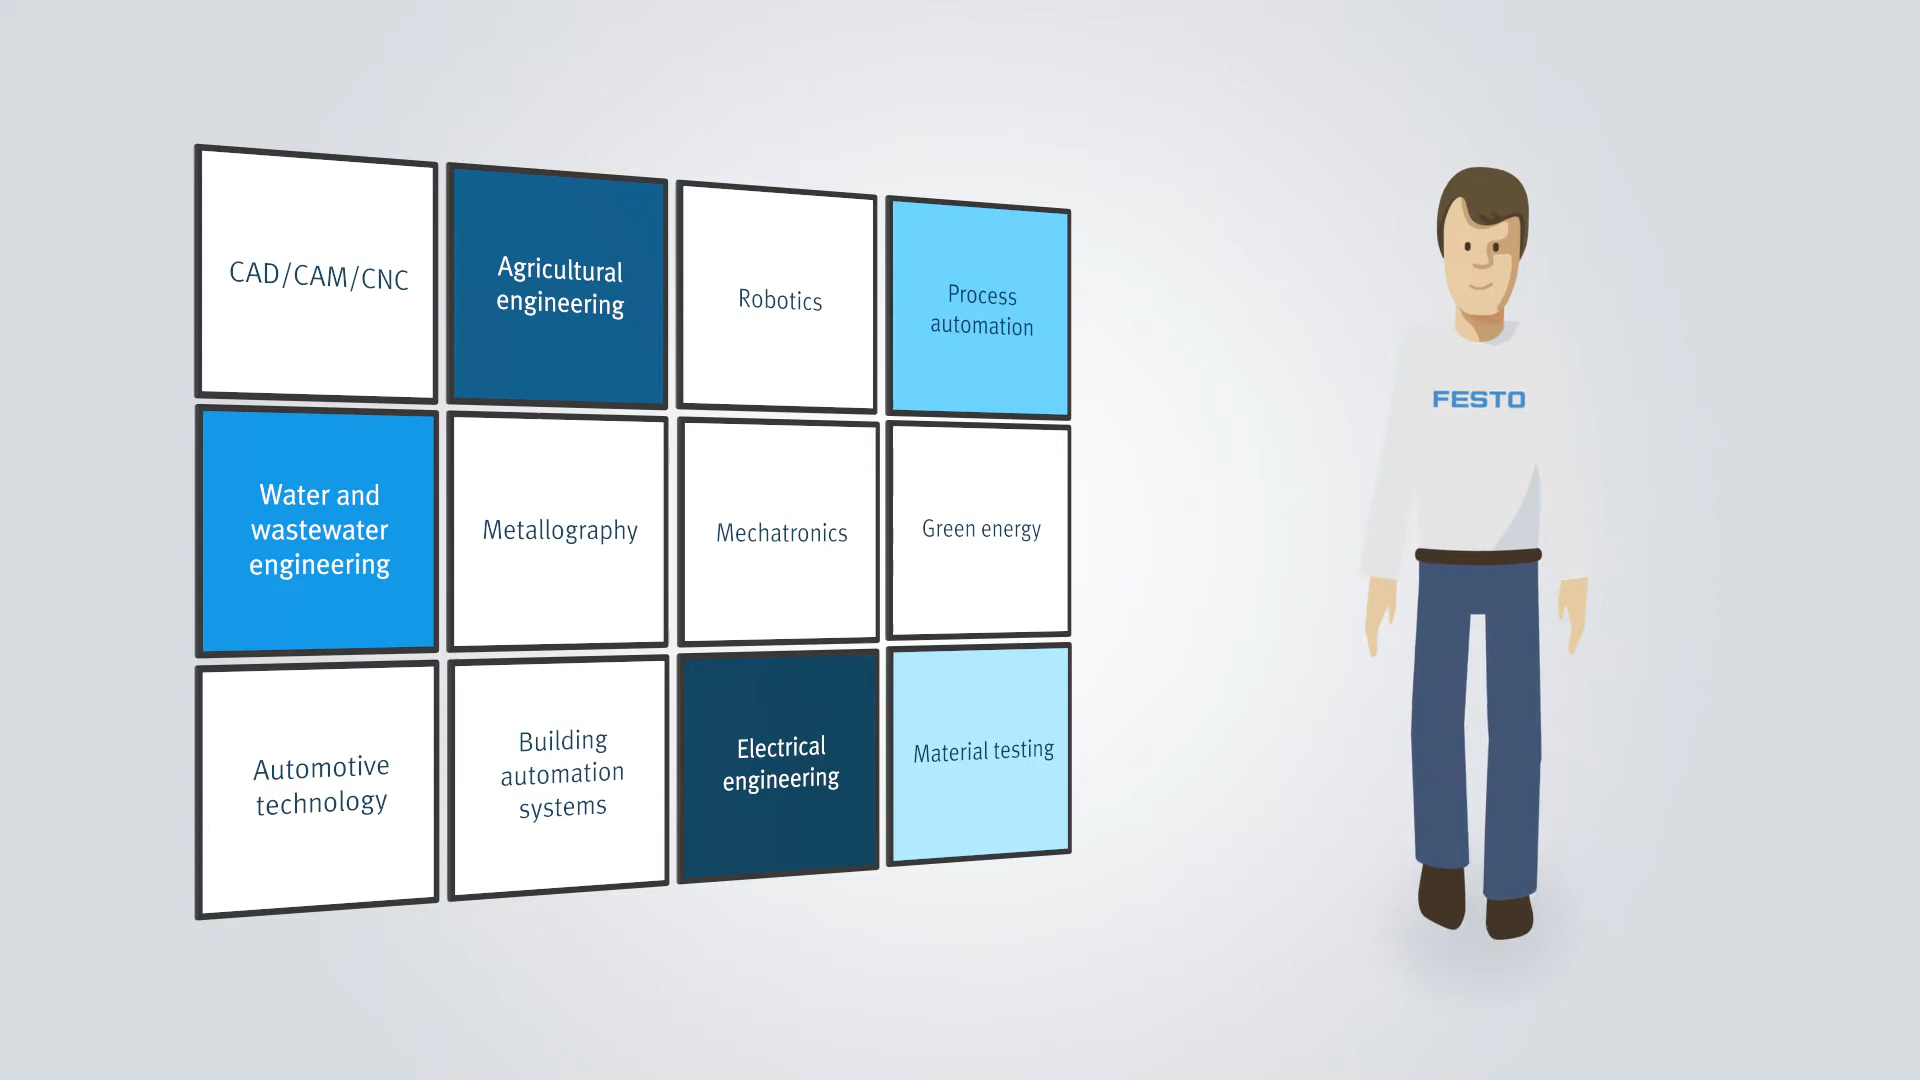 CAD/CAM/CNC
Agricultural
engineering
Robotics
Process
automation
Water and
wastewater
engineering
Metallography
Mechatronics
Green energy
Automotive
technology
Building
automation
systems
Electrical
engineering
Material testing
FESTO